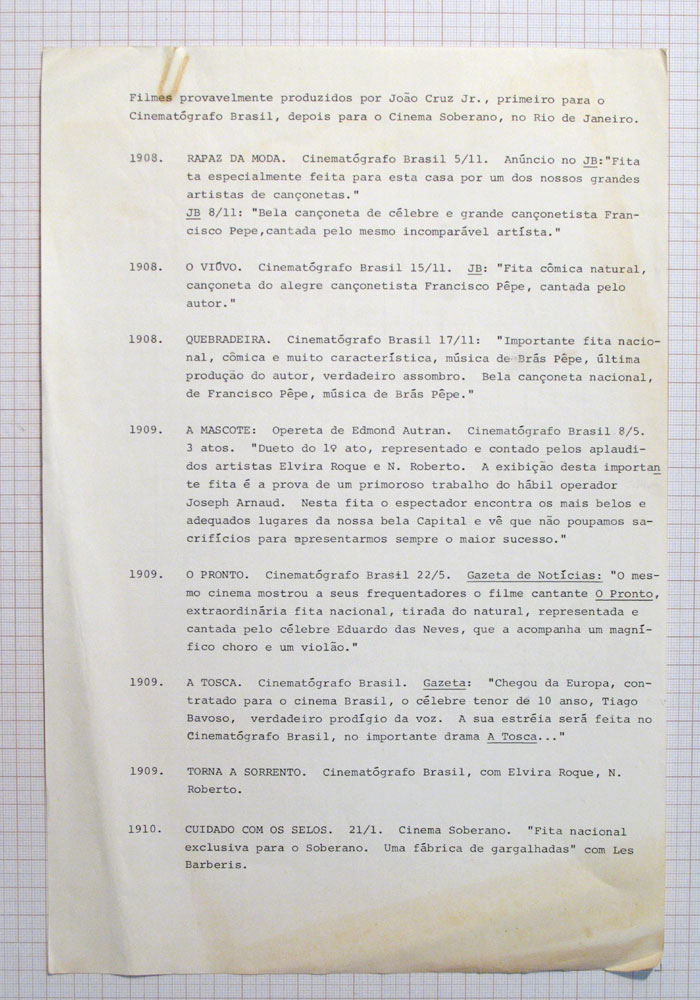 Filmes provavelmente produzidos por João Cruz Jr., primeiro para o
Cinematógrafo Brasil, depois para o Cinema Soberano, no Rio de Janeiro.
1908. RAPAZ DA MODA. Cinematógrafo Brasil 5/11. Anúncio no JB:"Fita
ta especialmente feita para esta casa por um dos nossos grandes
artistas de cançonetas."
JB 8/11: "Bela cançoneta de célebre e grande cançonetista Fran-
cisco Pepe,cantada pelo mesmo incomparável artísta."
1908. O VIÚVO. Cinematógrafo Brasil 15/11. JB: "Fita cômica natural,
cançoneta do alegre cançonetista Francisco Pêpe, cantada pelo
autor."
1908. QUEBRADEIRA. Cinematógrafo Brasil 17/11: "Importante fita nacio-
nal, cômica e muito característica, música de Brás Pêpe, última
produção do autor, verdadeiro assombro. Bela cançoneta nacional,
de Francisco Pêpe, música de Brás Pêpe."
1909. A MASCOTE: Opereta de Edmond Autran. Cinematógrafo Brasil 8/5.
3 atos. "Dueto do 1º ato, representado e contado pelos aplaudi-
dos artistas Elvira Roque e N. Roberto. A exibição desta importan
te fita é a prova de um primoroso trabalho do hábil operador
Joseph Arnaud. Nesta fita o espectador encontra os mais belos e
adequados lugares da nossa bela Capital e vê que não poupamos sa-
crifícios para apresentarmos sempre o maior sucesso."
1909. O PRONTO. Cinematógrafo Brasil 22/5. Gazeta de Notícias: "O mes-
mo cinema mostrou a seus frequentadores o filme cantante O Pronto,
extraordinária fita nacional, tirada do natural, representada e
cantada pelo célebre Eduardo das Neves, que a acompanha um magní-
fico choro e um violão."
1909. A TOSCA. Cinematógrafo Brasil. Gazeta: "Chegou da Europa, con-
tratado para o cinema Brasil, o célebre tenor de 10 anso, Tiago
Bavoso, verdadeiro prodígio da voz. A sua estréia será feita no
Cinematógrafo Brasil, no importante drama A Tosca..."
1909. TORNA A SORRENTO. Cinematógrafo Brasil, com Elvira Roque, N.
Roberto.
1910. CUIDADO COM OS SELOS. 21/1. Cinema Soberano. "Fita nacional
exclusiva para o Soberano. Uma fábrica de gargalhadas" com Les
Barberis.